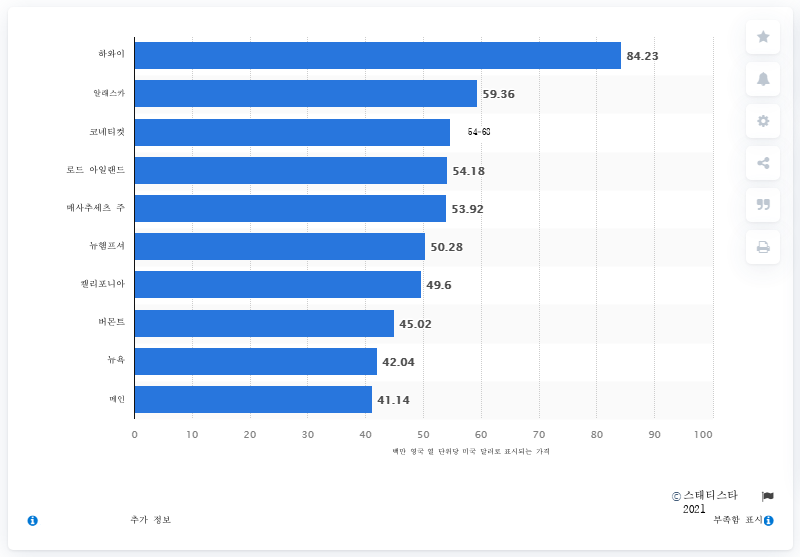 하와이 84.23
알래스카 59.36
코네티컷 54-63
로드 아일랜드 54.18
매사추세츠 주 53.92
뉴햄프셔 50.28
캘리포니아 49.6
버몬트 45.02
뉴욕 42.04
메인 41.14
0 10 20 30 40 50 60 70 80 90 100
백만 영국 열 단위당 미국 달러로 표시되는 가격
© 스태티스타
2021
추가 정보 부족함 표시